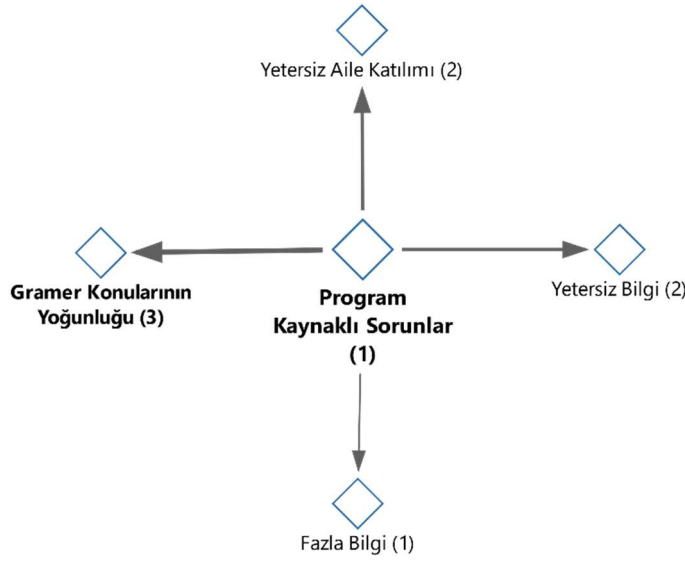 Yetersiz Aile Katılımı (2)
Gramer Konularının
Yoğunluğu (3)
Program
Kaynaklı Sorunlar
(1)
Yetersiz Bilgi (2)
Fazla Bilgi (1)